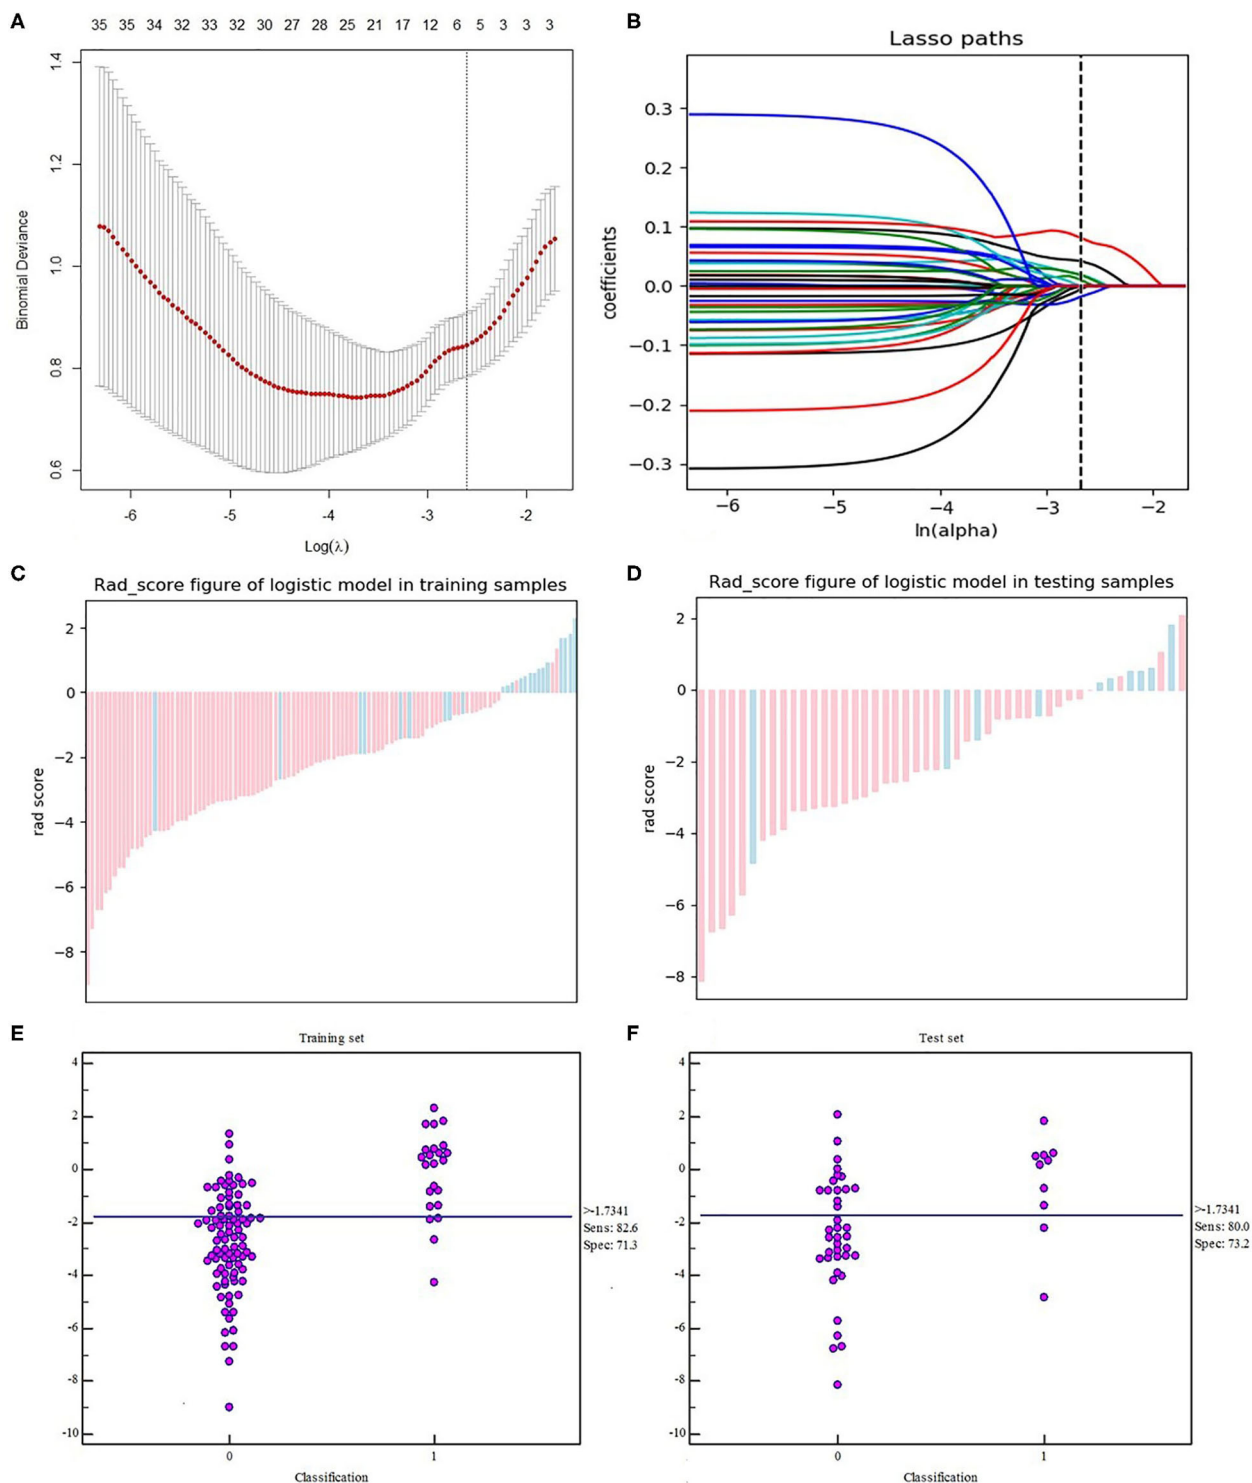 A
35 35 34 32 33 32 30 27 28 25 21 17 12 6 5 3 3 3
1.4
1.2
1.0
0.8
0.6
Binomial Deviance
-6 -5 -4 -3 -2
Log(λ)
B
Lasso paths
0.3
0.2
0.1
0.0
−0.1
−0.2
−0.3
coefficients
−6 −5 −4 −3 −2
ln(alpha)
C
Rad_score figure of logistic model in training samples
2
0
−2
−4
−6
−8
rad score
D
Rad_score figure of logistic model in testing samples
2
0
−2
−4
−6
−8
rad score
E
Training set
4
2
0
-2
-4
-6
-8
-10
>-1.7341
Sens: 82.6
Spec: 71.3
0 1
Classification
F
Test set
4
2
0
-2
-4
-6
-8
-10
>-1.7341
Sens: 80.0
Spec: 73.2
0 1
Classification